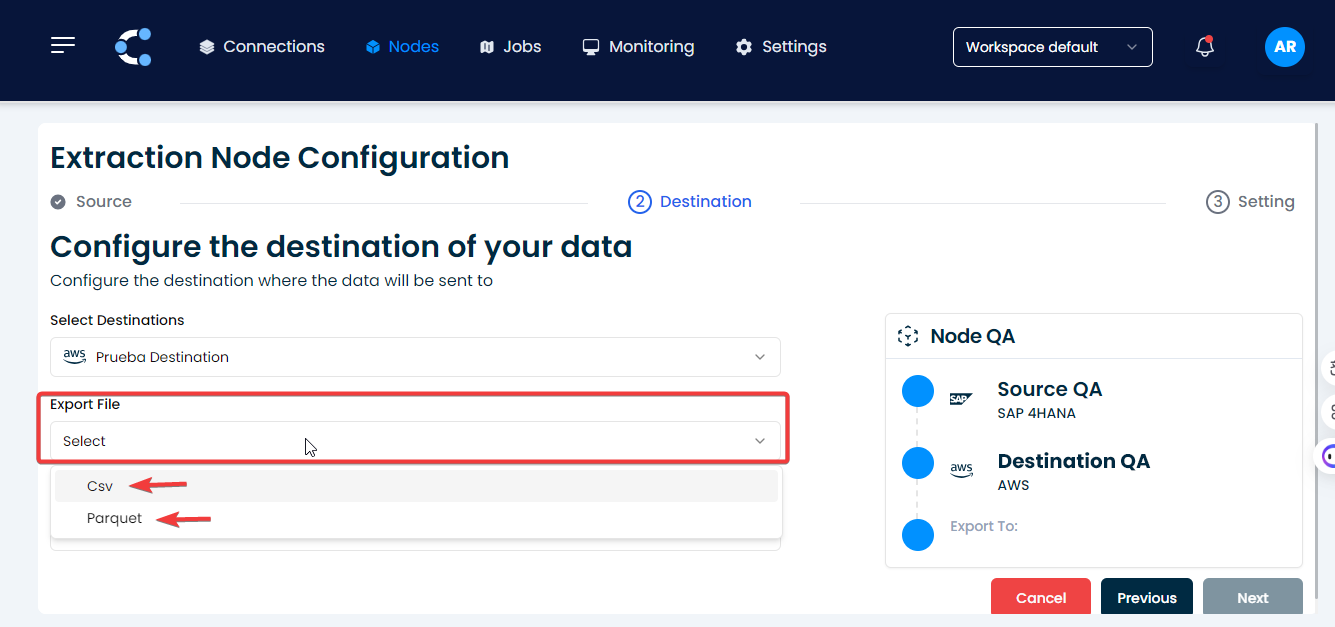 Connections Nodes Jobs Monitoring Settings Workspace default AR
Extraction Node Configuration
Source 2 Destination 3 Setting
Configure the destination of your data
Configure the destination where the data will be sent to
Select Destinations
aws Prueba Destination
Export File
Select
Csv
Parquet
Node QA
SAP Source QA
SAP 4HANA
aws Destination QA
AWS
Export To:
Cancel Previous Next